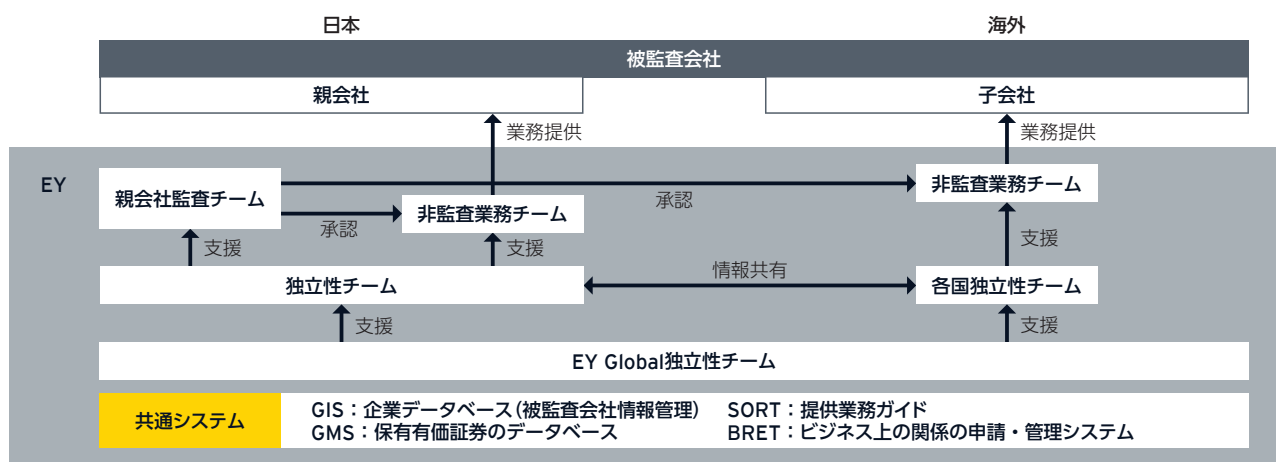 日本
海外
被監査会社
親会社
子会社
業務提供
業務提供
EY
親会社監査チーム
非監査業務チーム
非監査業務チーム
承認
承認
支援
支援
支援
独立性チーム
情報共有
各国独立性チーム
支援
支援
EY Global独立性チーム
共通システム
GIS：企業データベース（被監査会社情報管理）
SORT：提供業務ガイド
GMS：保有有価証券のデータベース
BRET：ビジネス上の関係の申請・管理システム